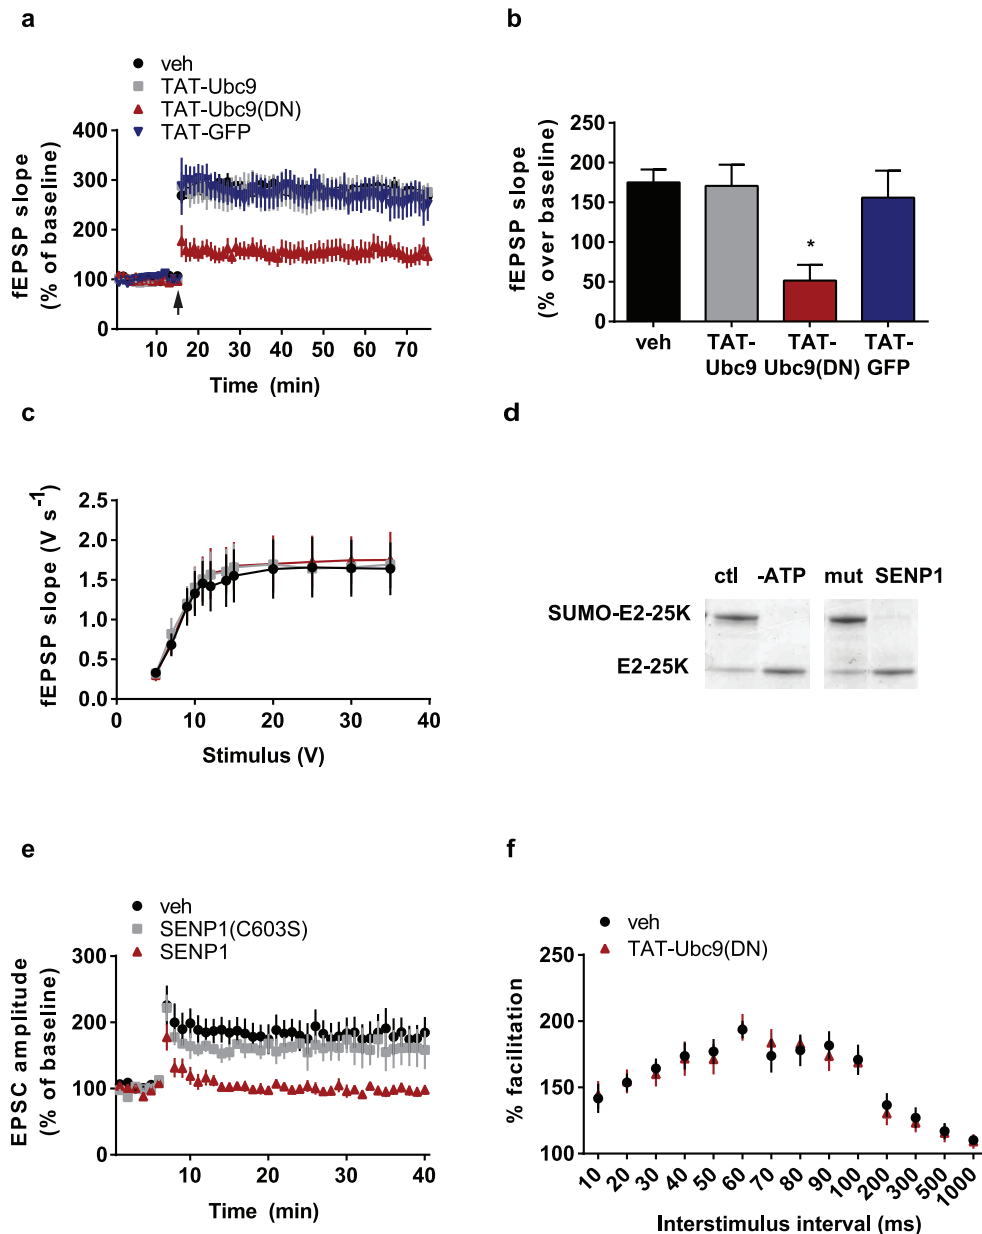 a
veh
TAT-Ubc9
TAT-Ubc9(DN)
TAT-GFP
fEPSP slope
(% of baseline)
400
300
200
100
0
10 20 30 40 50 60 70
Time (min)
b
fEPSP slope
(% over baseline)
250
200
150
100
50
0
*
veh TAT- TAT- TAT-
Ubc9 Ubc9(DN) GFP
c
fEPSP slope (V s⁻¹)
2.5
2.0
1.5
1.0
0.5
0.0
0 10 20 30 40
Stimulus (V)
d
ctl -ATP mut SENP1
SUMO-E2-25K
E2-25K
e
veh
SENP1(C603S)
SENP1
EPSC amplitude
(% of baseline)
300
200
100
0
10 20 30 40
Time (min)
f
veh
TAT-Ubc9(DN)
% facilitation
250
200
150
100
10 20 30 40 50 60 70 80 90 100 200 300 500 1000
Interstimulus interval (ms)